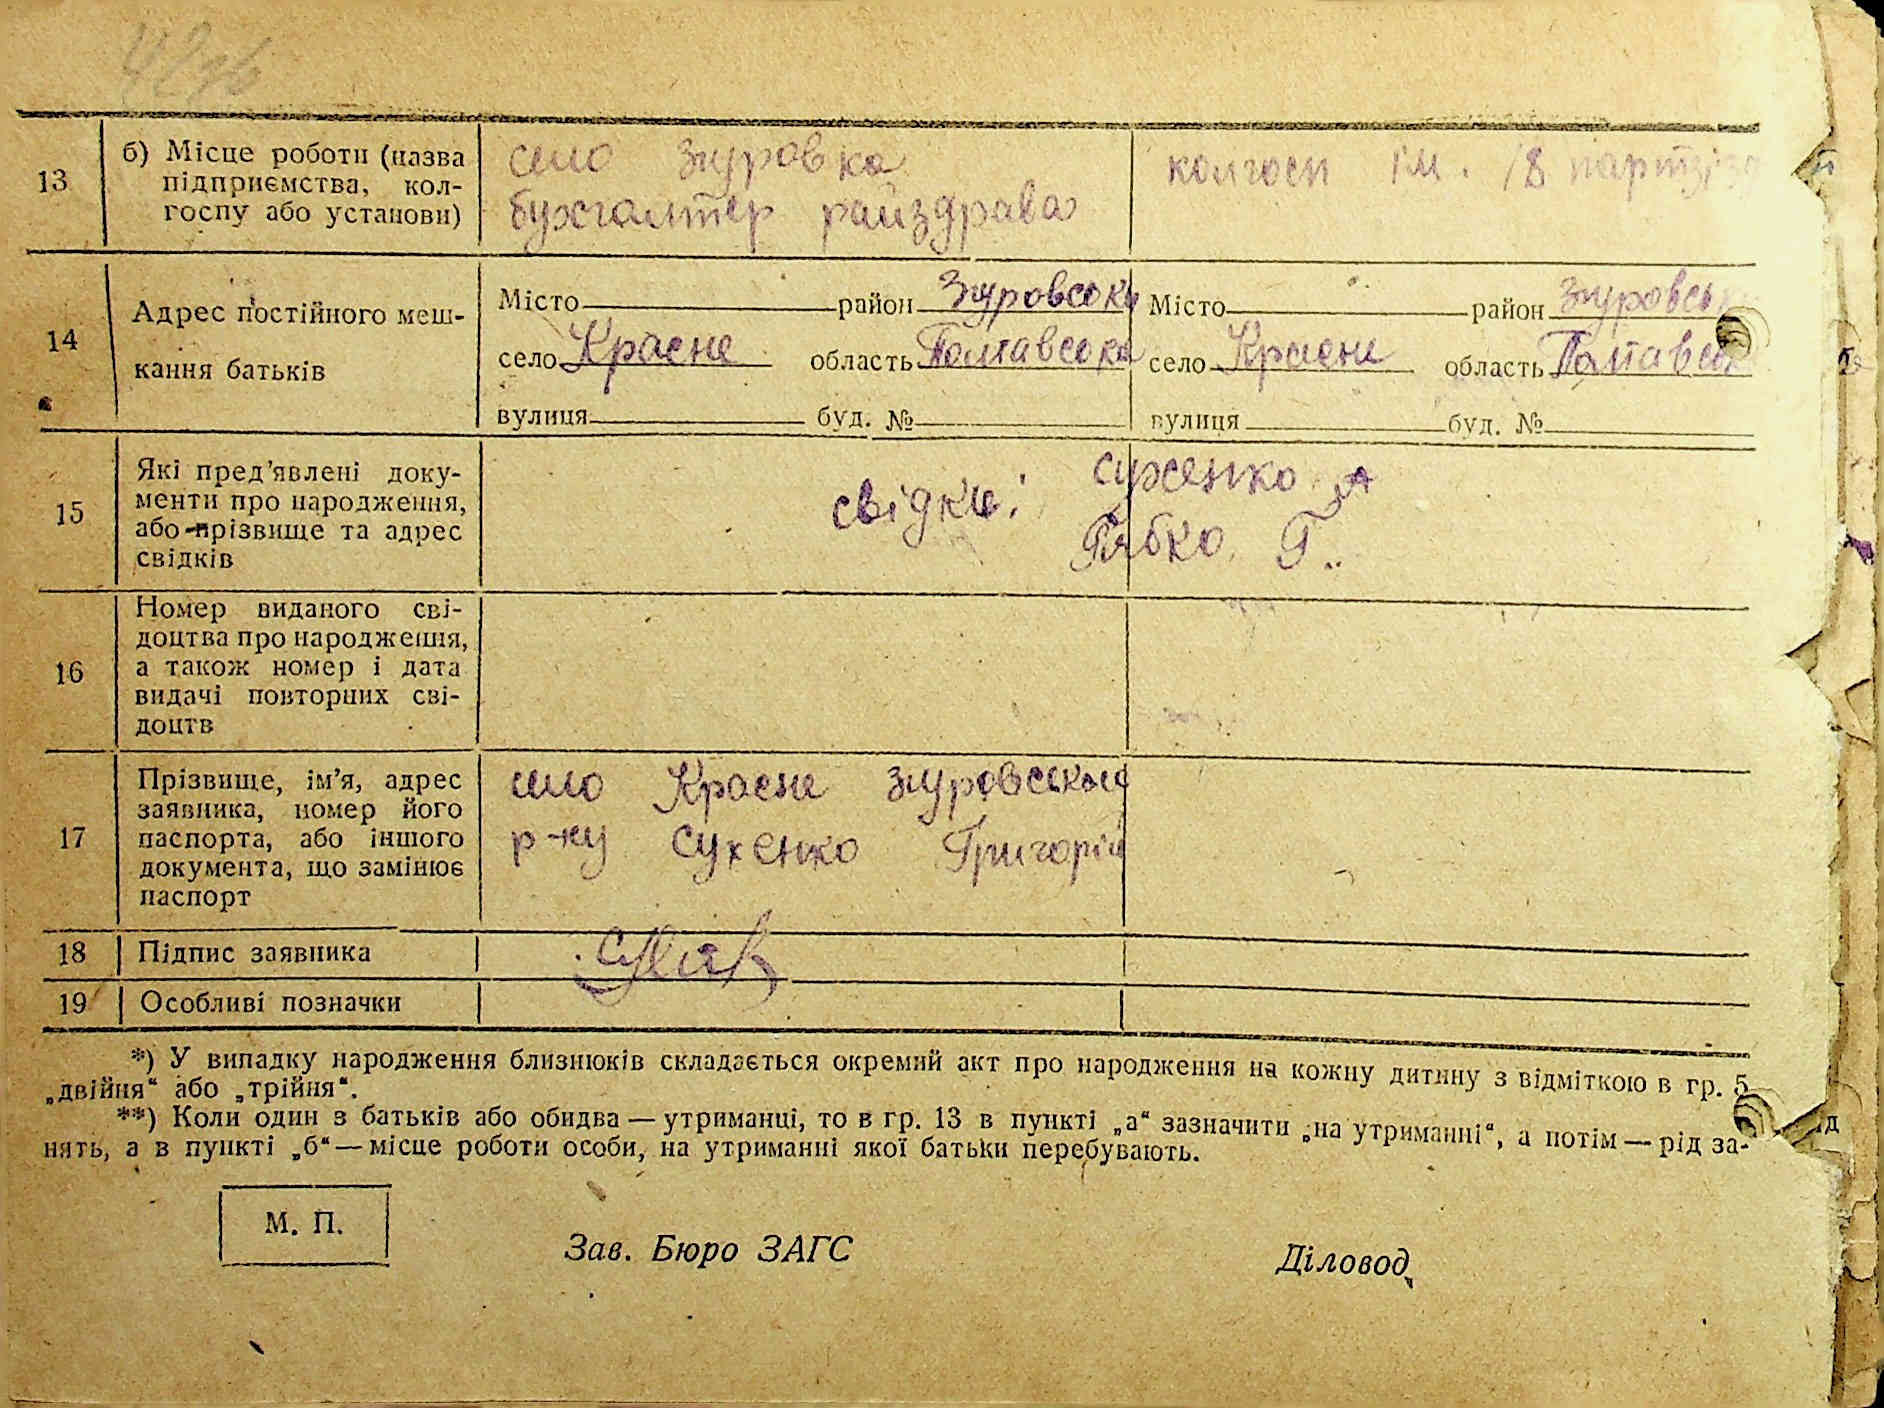 13
б) Місце роботи (назва
підприємства, кол-
госпу або установи)
село Згуровка
бухгалтер райздрава
колгосп ім. 18 партз
14
Адрес постійного меш-
кання батьків
Місто район Згуровськ
село Красне область Полтавська
вулиця буд. №
Місто район Згуровськ
село Красне область Полтавськ
вулиця буд. №
15
Які пред’явлені доку-
менти про народження,
або прізвище та адрес
свідків
свідки:
Сухенко А
Рябко Г.
16
Номер виданого сві-
доцтва про народження,
а також номер і дата
видачі повторних сві-
доцтв
17
Прізвище, ім’я, адрес
заявника, номер його
паспорта, або іншого
документа, що замінює
паспорт
село Красне згуровського
р-ну Сухенко Григорій
18
Підпис заявника
19
Особливі позначки
*) У випадку народження близнюків складається окремий акт про народження на кожну дитину з відміткою в гр. 5
„двійня“ або „трійня“.
**) Коли один з батьків або обидва — утриманці, то в гр. 13 в пункті „а“ зазначити „на утриманні“, а потім — рід за-
нять, а в пункті „б“ — місце роботи особи, на утриманні якої батьки перебувають.
М. П.
Зав. Бюро ЗАГС
Діловод